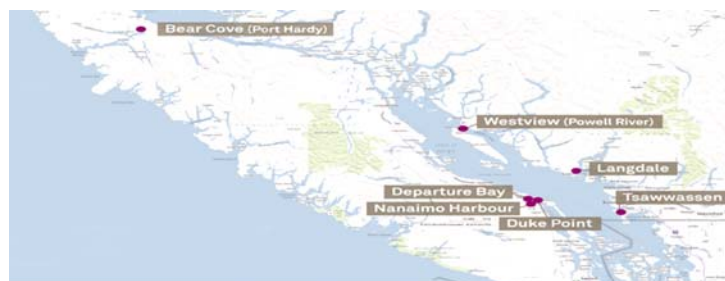 Bear Cove (Port Hardy)
Westview (Powell River)
Langdale
Departure Bay
Tsawwassen
Nanaimo Harbour
Duke Point